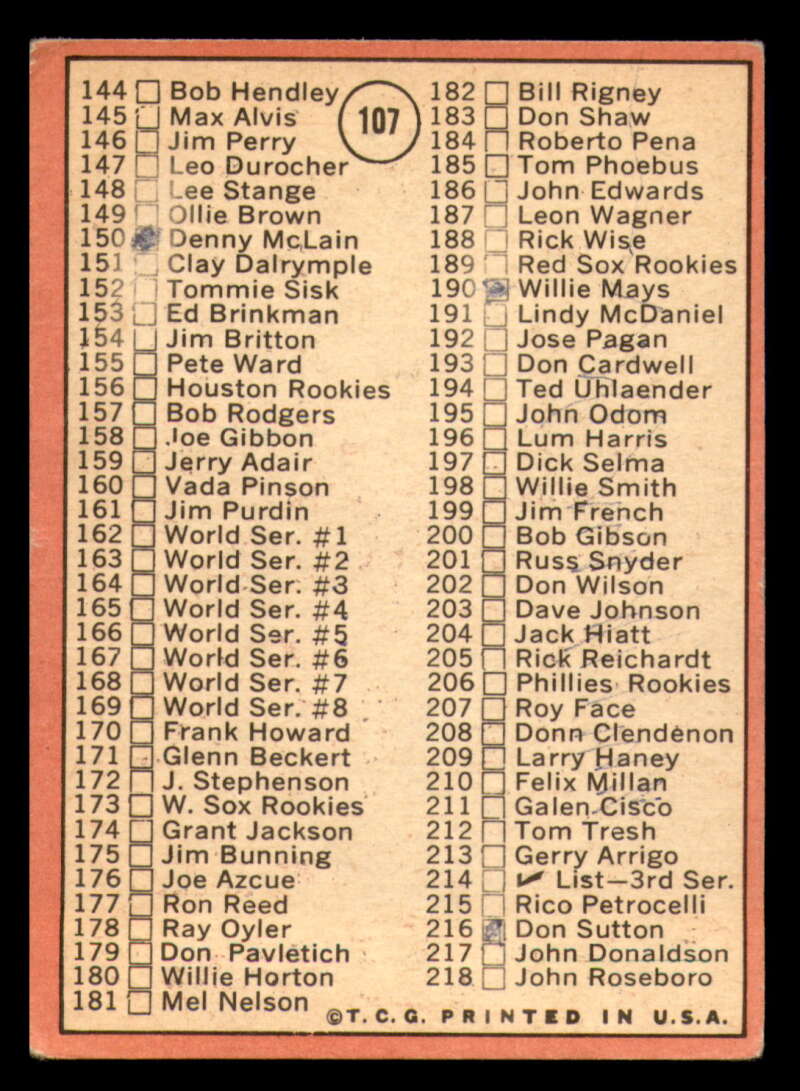 107
144 Bob Hendley
145 Max Alvis
146 Jim Perry
147 Leo Durocher
148 Lee Stange
149 Ollie Brown
150 Denny McLain
151 Clay Dalrymple
152 Tommie Sisk
153 Ed Brinkman
154 Jim Britton
155 Pete Ward
156 Houston Rookies
157 Bob Rodgers
158 Joe Gibbon
159 Jerry Adair
160 Vada Pinson
161 Jim Purdin
162 World Ser. #1
163 World Ser. #2
164 World Ser. #3
165 World Ser. #4
166 World Ser. #5
167 World Ser. #6
168 World Ser. #7
169 World Ser. #8
170 Frank Howard
171 Glenn Beckert
172 J. Stephenson
173 W. Sox Rookies
174 Grant Jackson
175 Jim Bunning
176 Joe Azcue
177 Ron Reed
178 Ray Oyler
179 Don Pavletich
180 Willie Horton
181 Mel Nelson
182 Bill Rigney
183 Don Shaw
184 Roberto Pena
185 Tom Phoebus
186 John Edwards
187 Leon Wagner
188 Rick Wise
189 Red Sox Rookies
190 Willie Mays
191 Lindy McDaniel
192 Jose Pagan
193 Don Cardwell
194 Ted Uhlaender
195 John Odom
196 Lum Harris
197 Dick Selma
198 Willie Smith
199 Jim French
200 Bob Gibson
201 Russ Snyder
202 Don Wilson
203 Dave Johnson
204 Jack Hiatt
205 Rick Reichardt
206 Phillies Rookies
207 Roy Face
208 Donn Clendenon
209 Larry Haney
210 Felix Millan
211 Galen Cisco
212 Tom Tresh
213 Gerry Arrigo
214 ✔ List—3rd Ser.
215 Rico Petrocelli
216 Don Sutton
217 John Donaldson
218 John Roseboro
©T.C.G. PRINTED IN U.S.A.